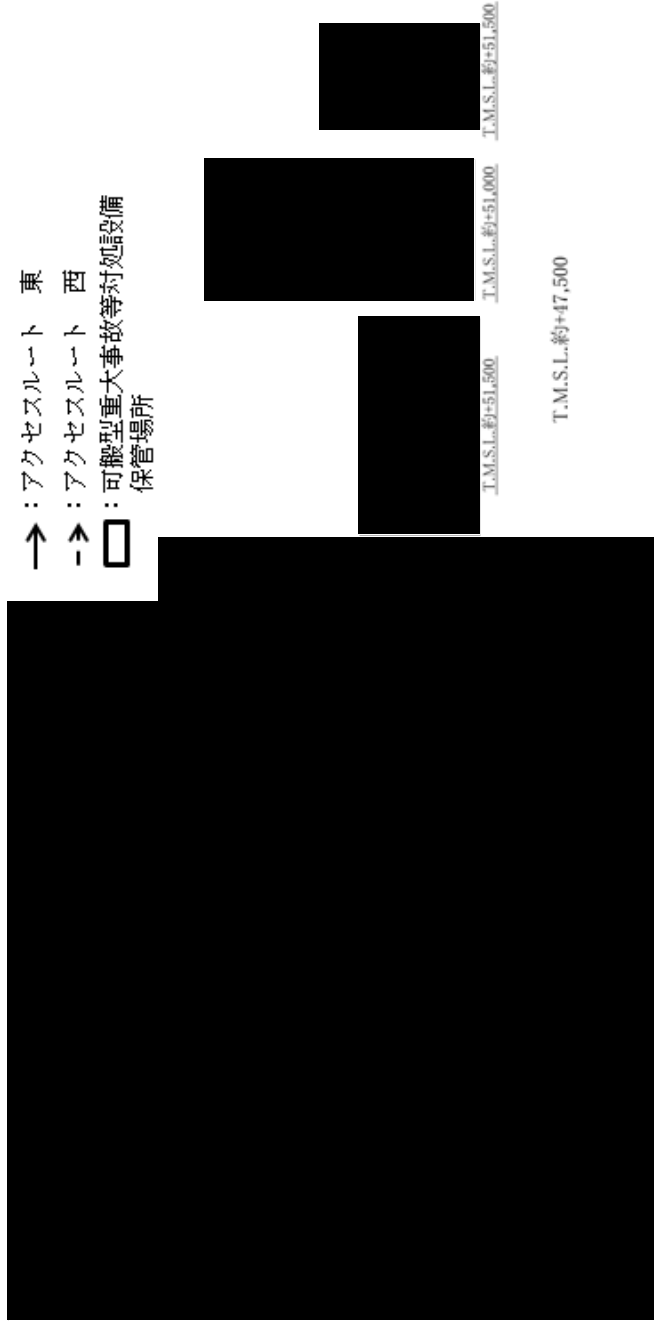 →：アクセスルート　東
⇢：アクセスルート　西
：可搬型重大事故等対処設備
保管場所
T.M.S.L.約+51,500
T.M.S.L.約+51,000
T.M.S.L.約+51,500
T.M.S.L.約+47,500